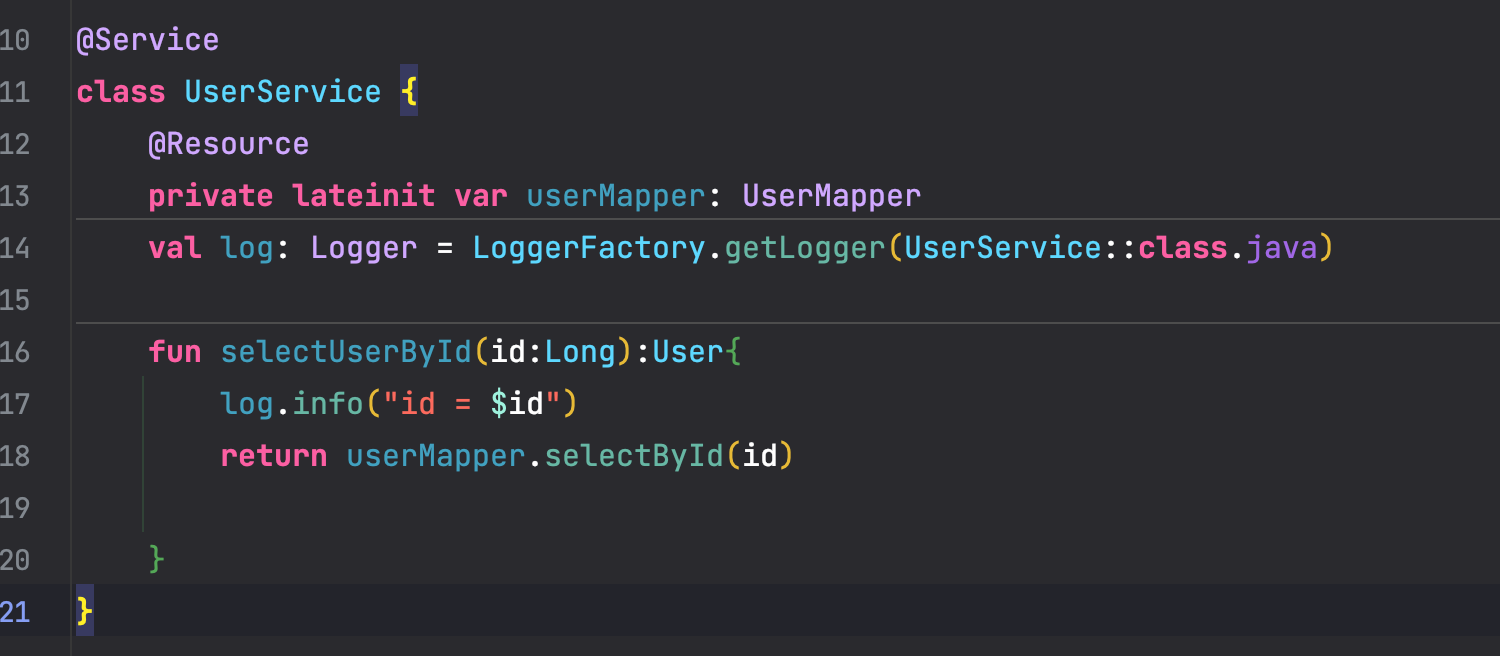 10 @Service
11 class UserService {
12     @Resource
13     private lateinit var userMapper: UserMapper
14     val log: Logger = LoggerFactory.getLogger(UserService::class.java)
15
16     fun selectUserById(id:Long):User{
17         log.info("id = $id")
18         return userMapper.selectById(id)
19
20     }
21 }